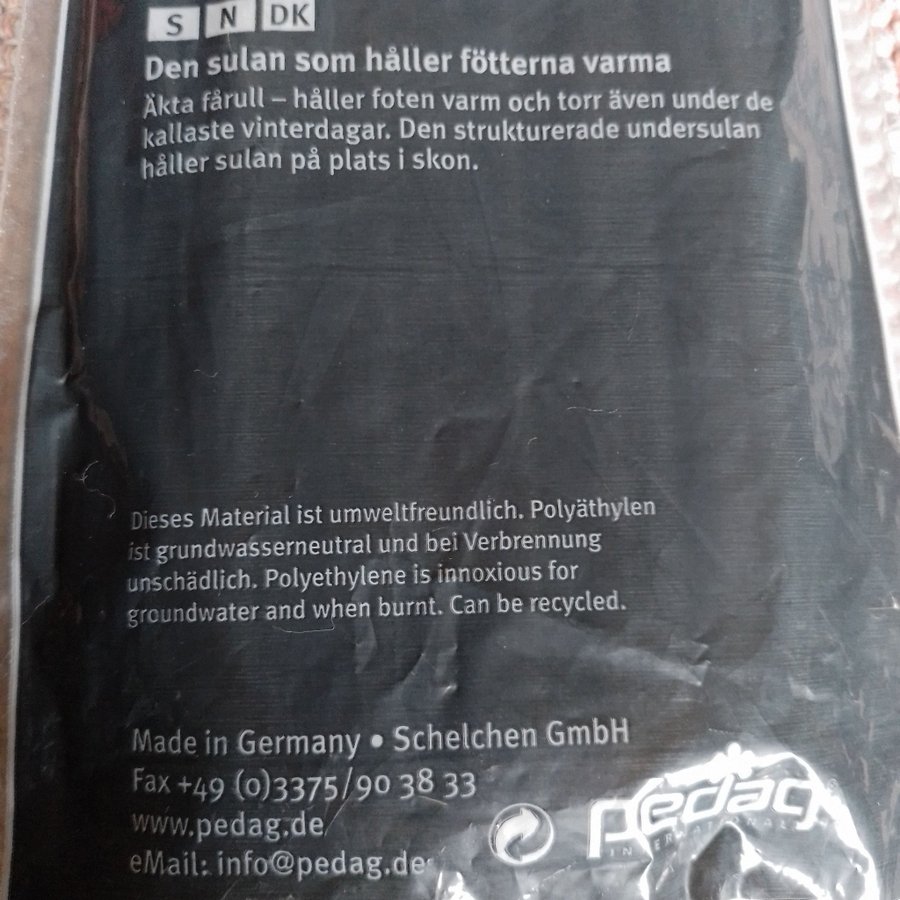 S N DK
Den sulan som håller fötterna varma
Äkta fårull – håller foten varm och torr även under de
kallaste vinterdagar. Den strukturerade undersulan
håller sulan på plats i skon.
Dieses Material ist umweltfreundlich. Polyäthylen
ist grundwasserneutral und bei Verbrennung
unschädlich. Polyethylene is innoxious for
groundwater and when burnt. Can be recycled.
Made in Germany • Schelchen GmbH
Fax +49 (0)3375/90 38 33
www.pedag.de
eMail: info@pedag.de
pedag®
INTERNATIONAL